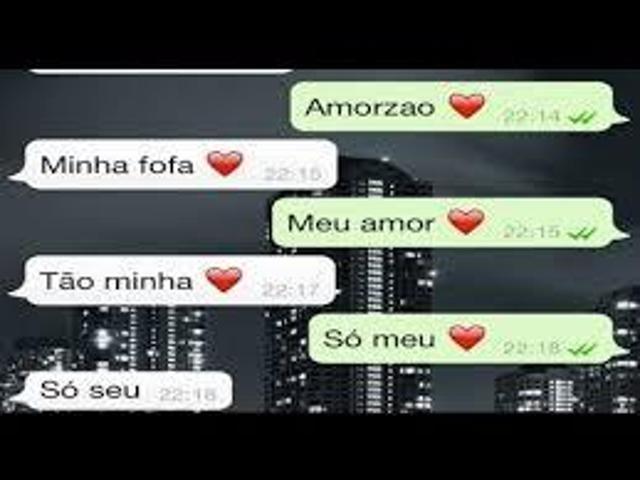 Amorzao ❤ 22:14
Minha fofa ❤ 22:15
Meu amor ❤ 22:15
Tão minha ❤ 22:17
Só meu ❤ 22:18
Só seu 22:18